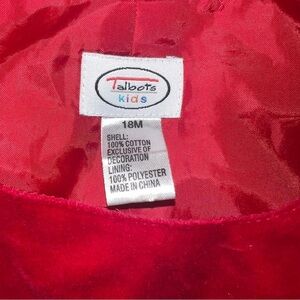 Talbots
kids
18M
SHELL:
100% COTTON
EXCLUSIVE OF
DECORATION
LINING:
100% POLYESTER
MADE IN CHINA